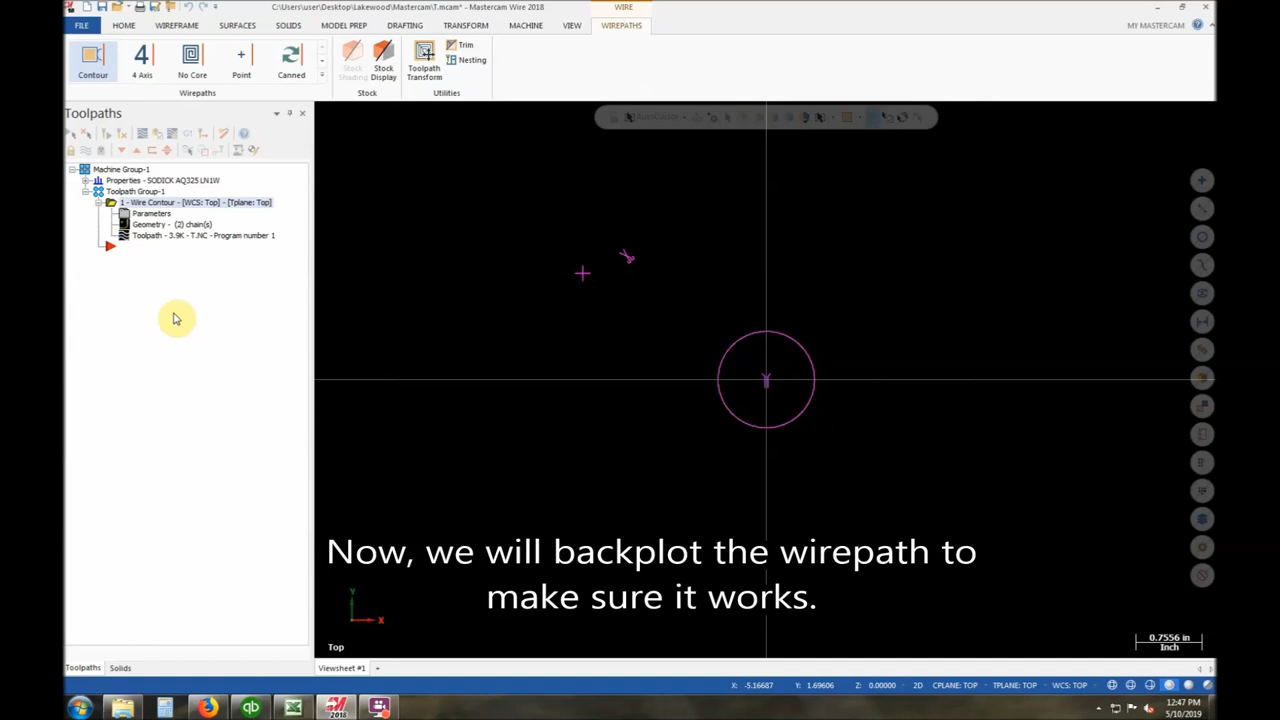 C:\Users\user\Desktop\Lakewood\Mastercam\T.mcam* - Mastercam Wire 2018
WIRE
FILE HOME WIREFRAME SURFACES SOLIDS MODEL PREP DRAFTING TRANSFORM MACHINE VIEW WIREPATHS MY MASTERCAM
Contour 4 Axis No Core Point Canned
Stock Shading Stock Display Toolpath Transform Trim Nesting
Wirepaths Stock Utilities
Toolpaths
AutoCursor
G1
Machine Group-1
Properties - SODICK AQ325 LN1W
Toolpath Group-1
1 - Wire Contour - [WCS: Top] - [Tplane: Top]
Parameters
Geometry - (2) chain(s)
Toolpath - 3.9K - T.NC - Program number 1
Now, we will backplot the wirepath to
make sure it works.
Y
X
Top
0.7556 in
Inch
Toolpaths Solids Viewsheet #1 +
X: -5.16687 Y: 1.69606 Z: 0.00000 2D CPLANE: TOP TPLANE: TOP WCS: TOP
qb 2018
12:47 PM
5/10/2019